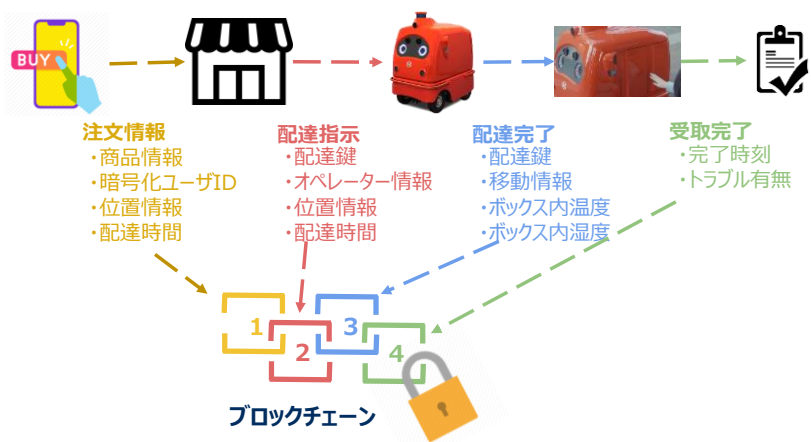 BUY
注文情報
・商品情報
・暗号化ユーザID
・位置情報
・配達時間
配達指示
・配達鍵
・オペレーター情報
・位置情報
・配達時間
配達完了
・配達鍵
・移動情報
・ボックス内温度
・ボックス内湿度
受取完了
・完了時刻
・トラブル有無
1
2
3
4
ブロックチェーン